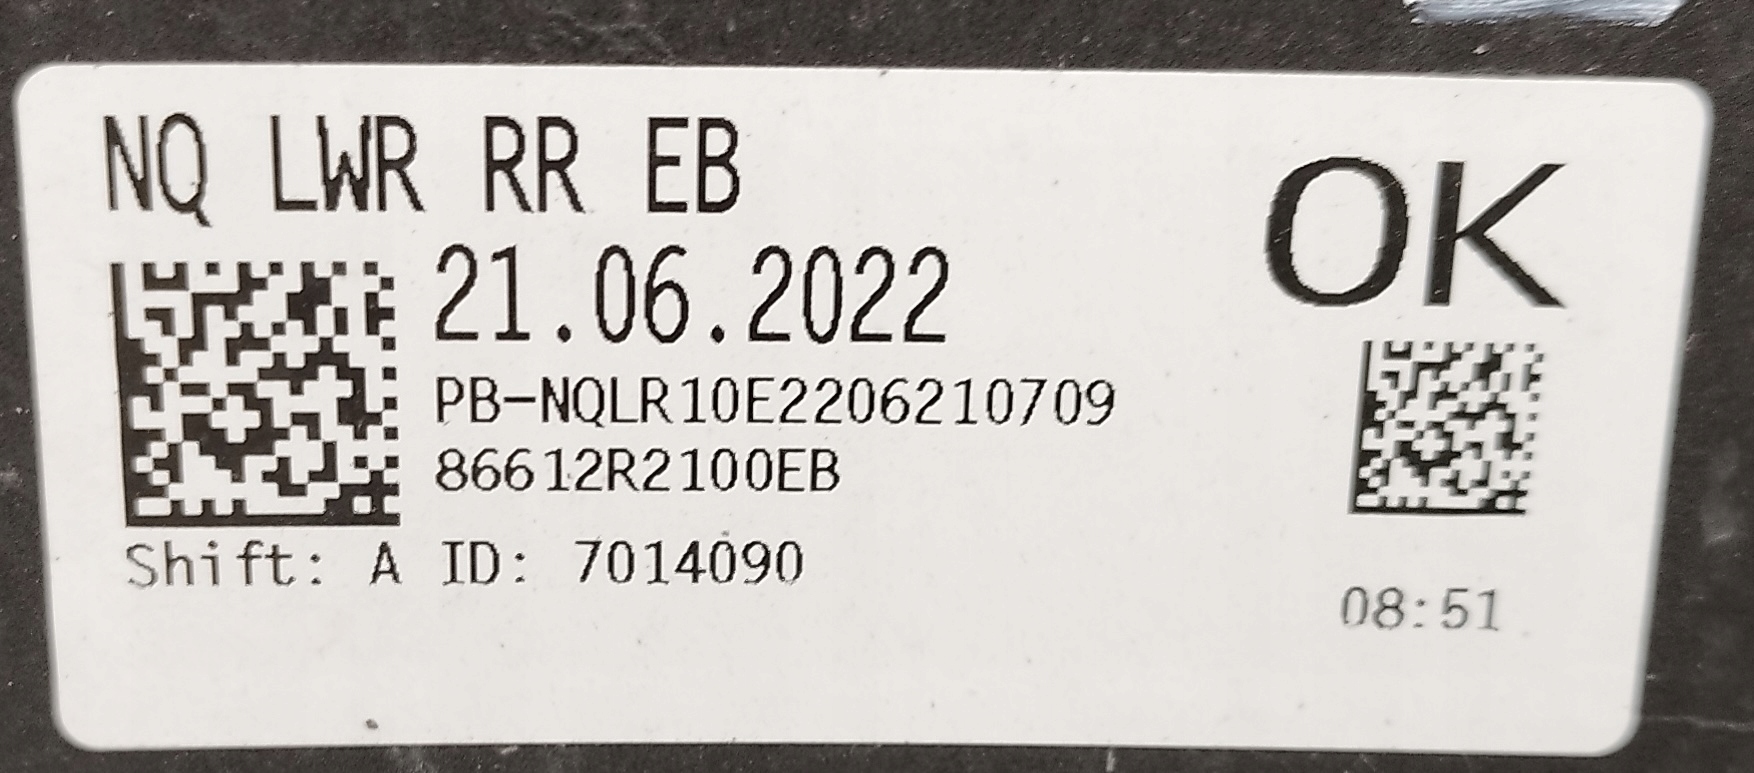 NQ LWR RR EB
OK
21.06.2022
PB-NQLR10E2206210709
86612R2100EB
Shift: A ID: 7014090
08:51